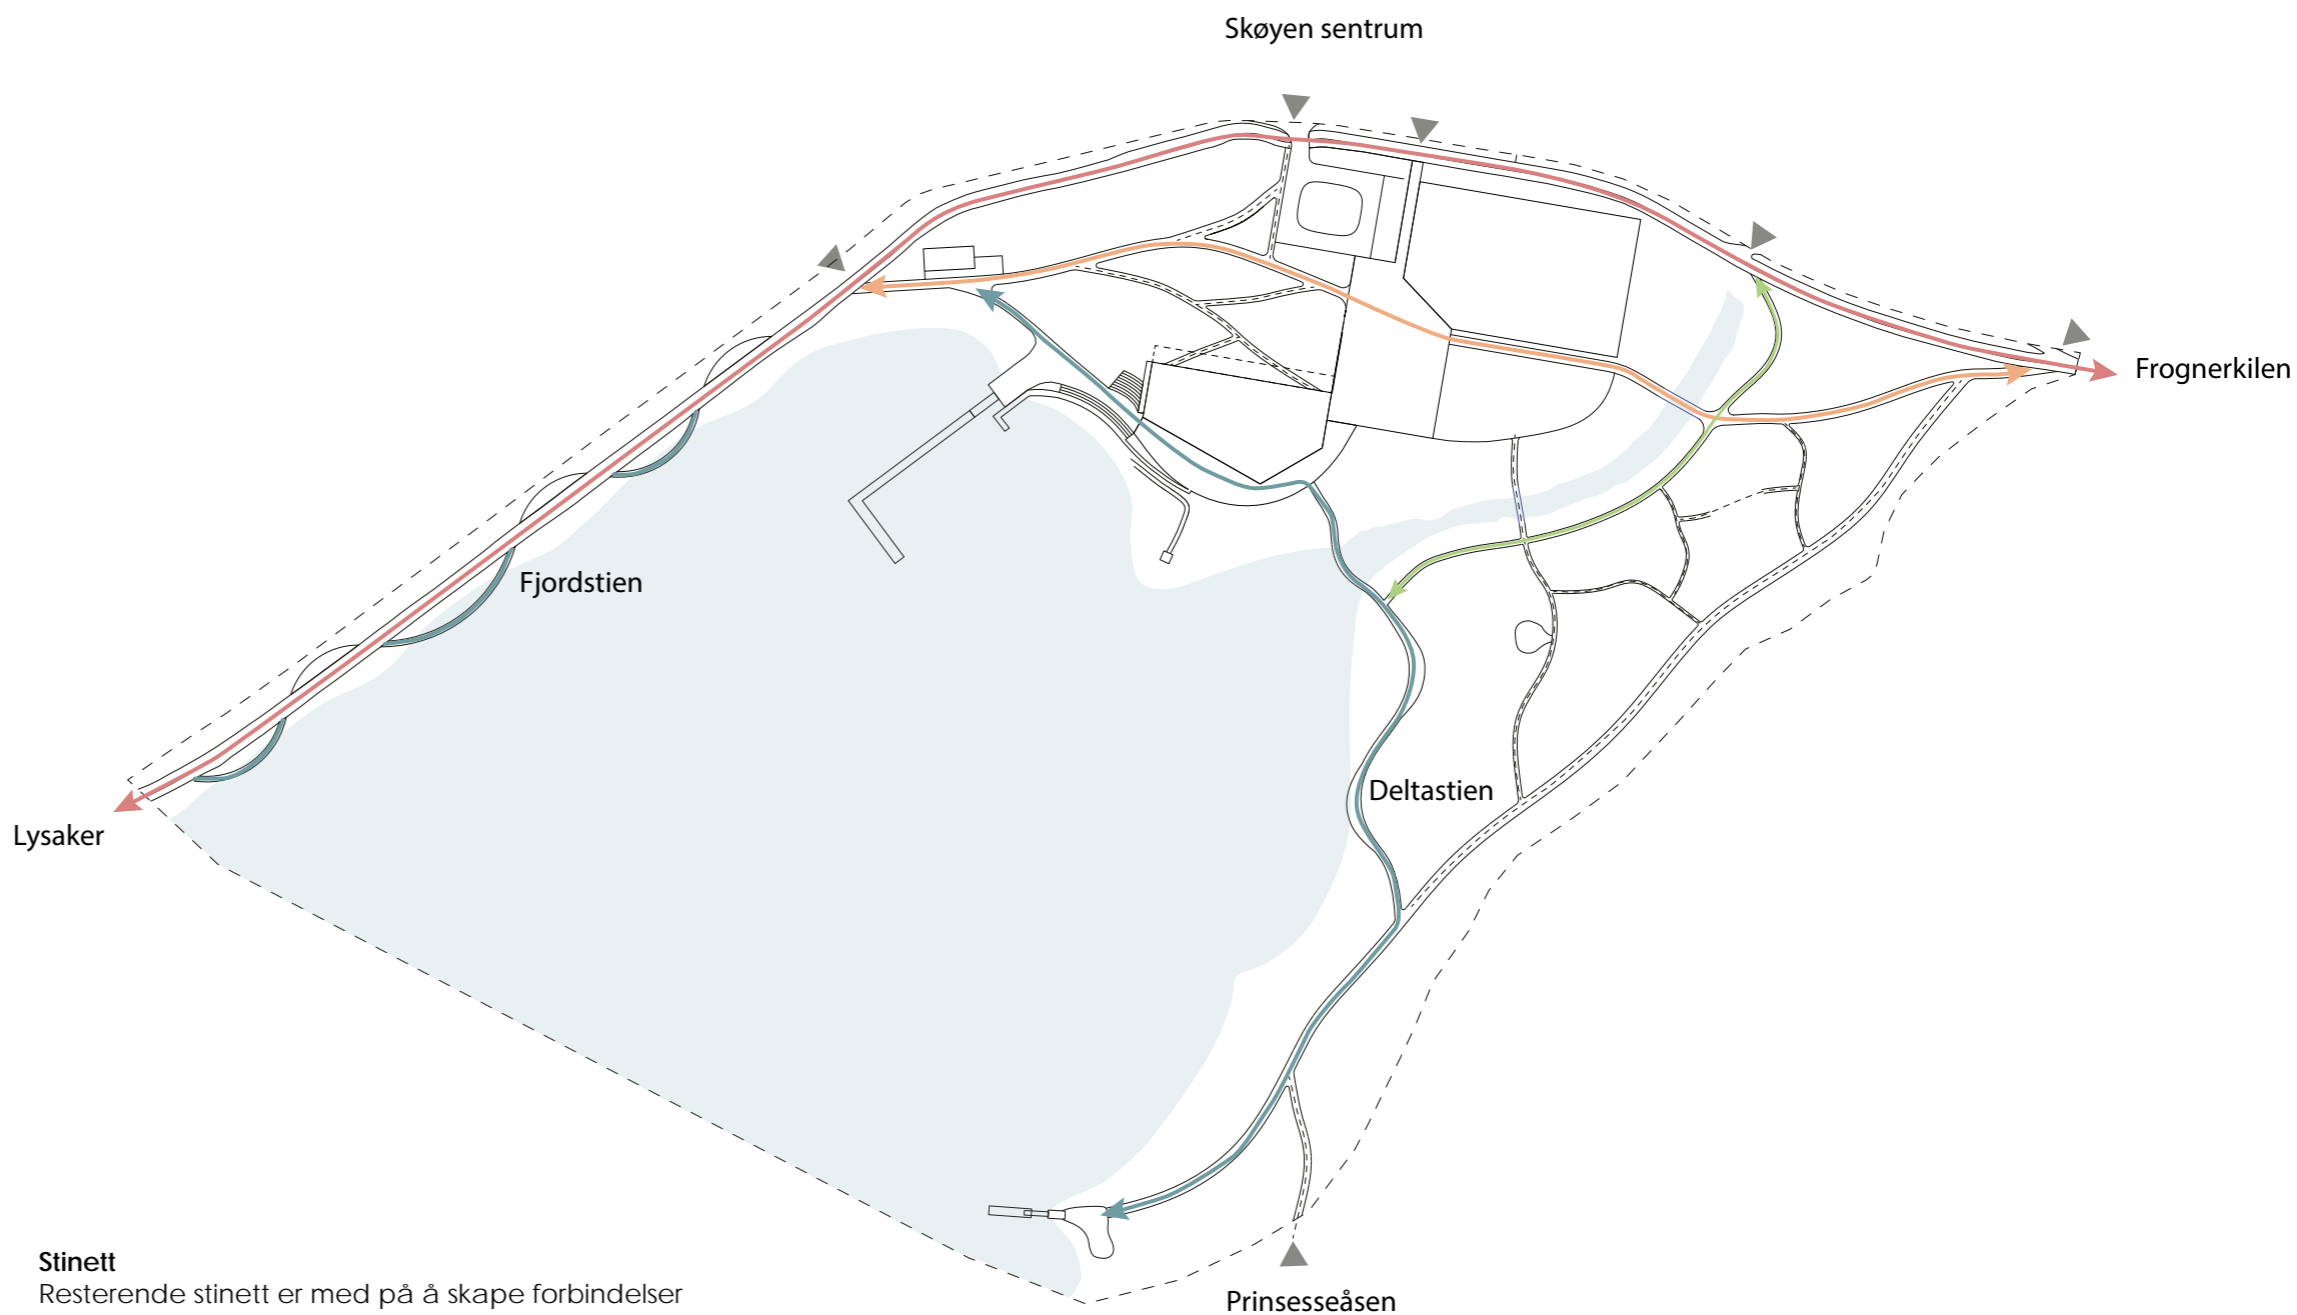 Skøyen sentrum
Frognerkilen
Fjordstien
Deltastien
Lysaker
Stinett
Resterende stinett er med på å skape forbindelser
Prinsesseåsen